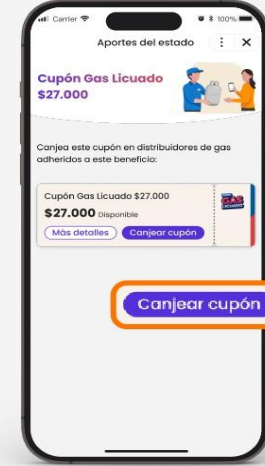 Carrier 100%
Aportes del estado
Cupón Gas Licuado
$27.000
Canjea este cupón en distribuidores de gas
adheridos a este beneficio:
Cupón Gas Licuado $27.000
$27.000 Disponible
GAS
Más detalles Canjear cupón
Canjear cupón